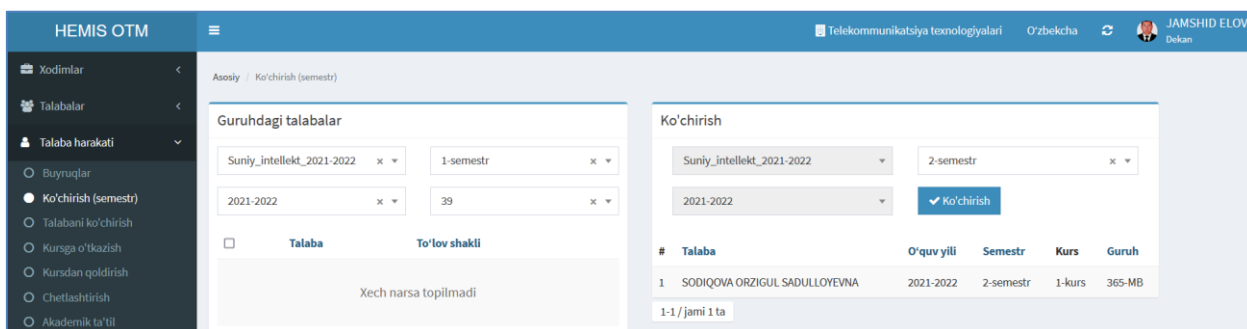 HEMIS OTM
Telekommunikatsiya texnologiyalari O'zbekcha JAMSHID ELOV
Dekan
Xodimlar
Talabalar
Talaba harakati
Buyruqlar
Ko'chirish (semestr)
Talabani ko'chirish
Kursga o'tkazish
Kursdan qoldirish
Chetlashtirish
Akademik ta'til
Asosiy / Ko'chirish (semestr)
Guruhdagi talabalar
Suniy_intellekt_2021-2022 × 1-semestr ×
2021-2022 × 39 ×
Talaba To'lov shakli
Xech narsa topilmadi
Ko'chirish
Suniy_intellekt_2021-2022 2-semestr ×
2021-2022 Ko'chirish
# Talaba O'quv yili Semestr Kurs Guruh
1 SODIQOVA ORZIGUL SADULLOYEVNA 2021-2022 2-semestr 1-kurs 365-MB
1-1 / jami 1 ta